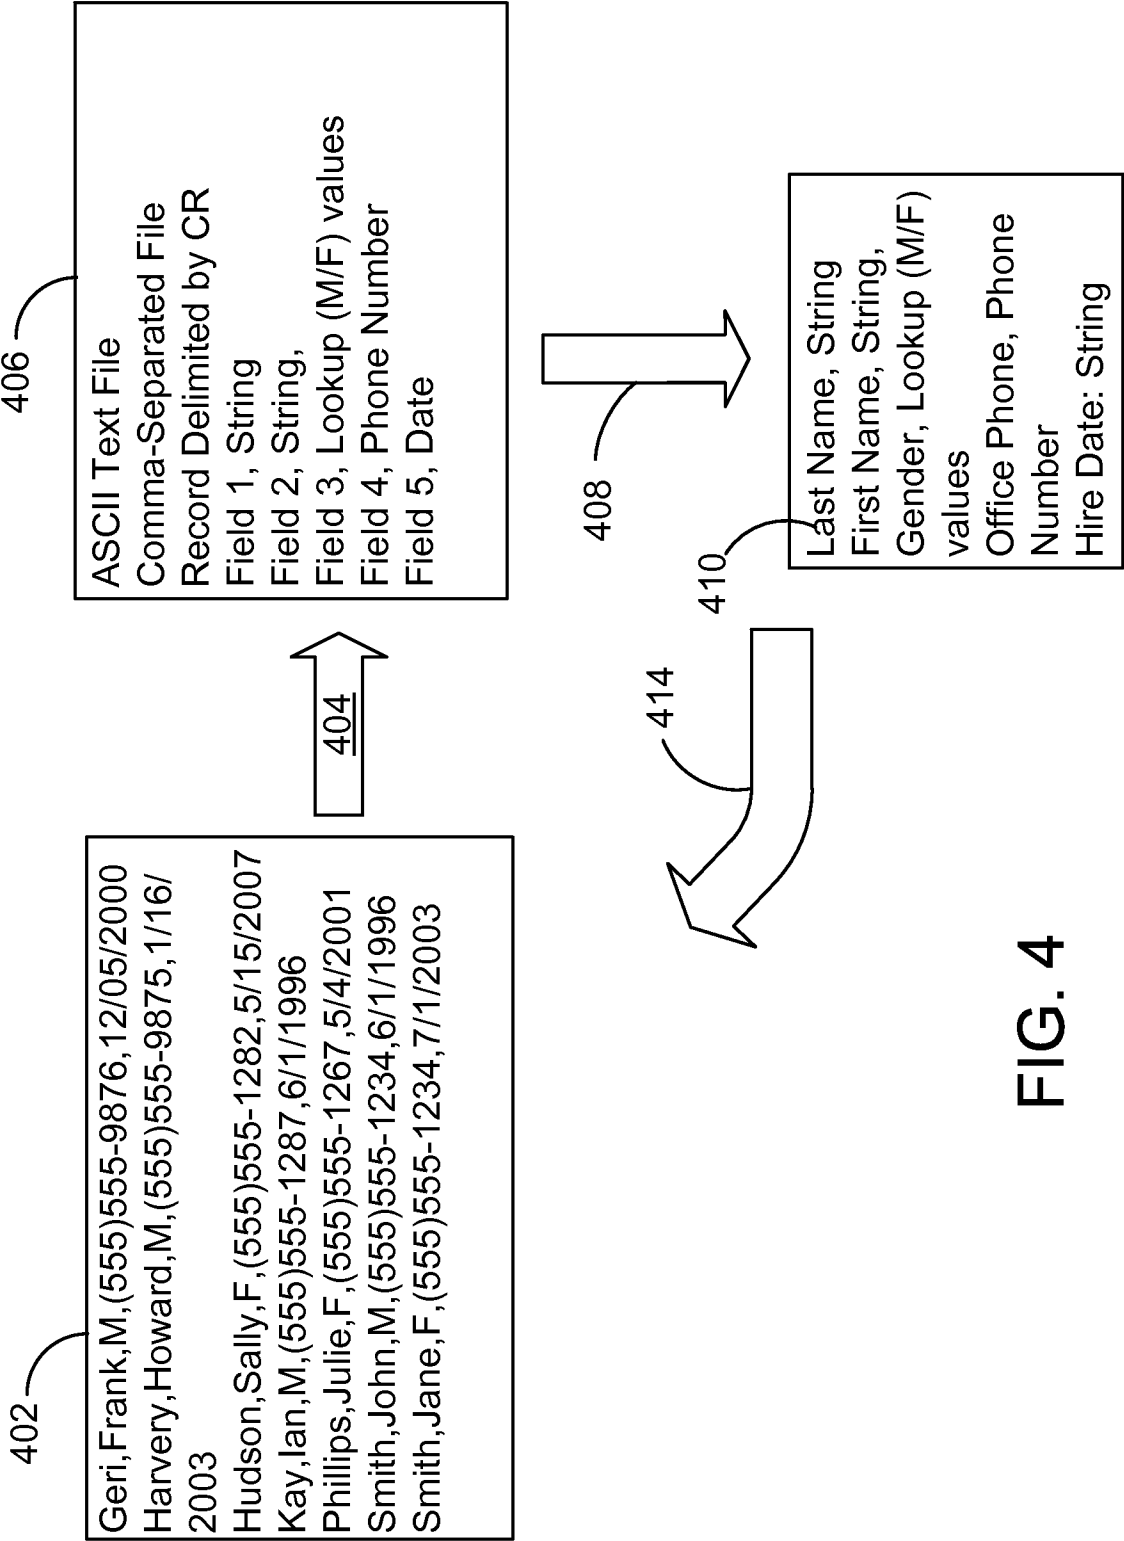 402
Geri,Frank,M,(555)555-9876,12/05/2000
Harvery,Howard,M,(555)555-9875,1/16/
2003
Hudson,Sally,F,(555)555-1282,5/15/2007
Kay,Ian,M,(555)555-1287,6/1/1996
Phillips,Julie,F,(555)555-1267,5/4/2001
Smith,John,M,(555)555-1234,6/1/1996
Smith,Jane,F,(555)555-1234,7/1/2003
404
406
ASCII Text File
Comma-Separated File
Record Delimited by CR
Field 1, String
Field 2, String,
Field 3, Lookup (M/F) values
Field 4, Phone Number
Field 5, Date
408
410
Last Name, String
First Name, String,
Gender, Lookup (M/F)
values
Office Phone, Phone
Number
Hire Date: String
414
FIG. 4